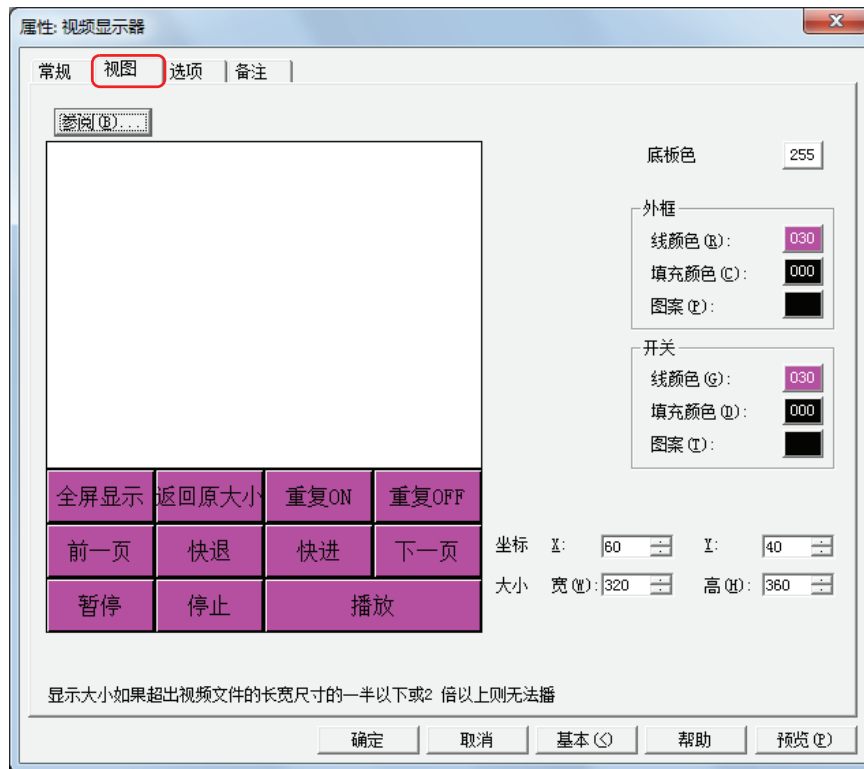 属性: 视频显示器
常规 视图 选项 备注
参阅(B)...
底板色 255
外框
线颜色(R): 030
填充颜色(C): 000
图案(P):
开关
线颜色(G): 030
填充颜色(D): 000
图案(T):
全屏显示 返回原大小 重复ON 重复OFF
前一页 快退 快进 下一页
暂停 停止 播放
坐标 X: 60 Y: 40
大小 宽(W): 320 高(H): 360
显示大小如果超出视频文件的长宽尺寸的一半以下或2 倍以上则无法播
确定 取消 基本(<) 帮助 预览(P)